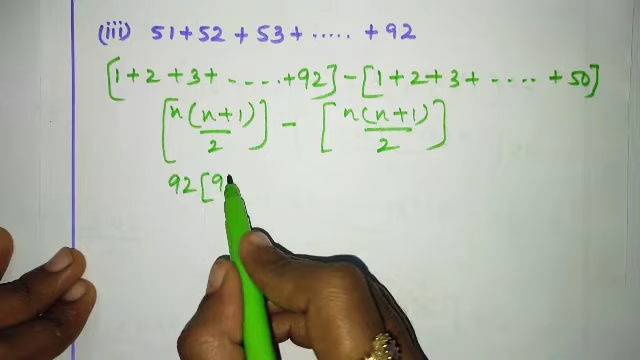 (iii) 51+52+53+.....+92
[1+2+3+.....+92]-[1+2+3+....+50]
[n(n+1)/2] - [n(n+1)/2]
92[9